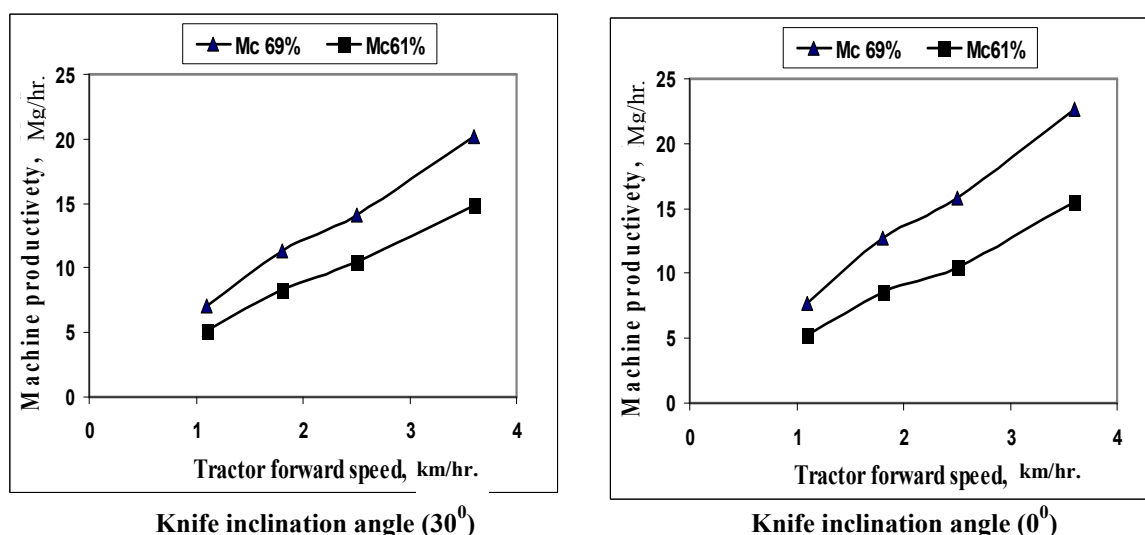 Mc 69% Mc61%
Machine productivety, Mg/hr.
25
20
15
10
5
0
0 1 2 3 4
Tractor forward speed, km/hr.
Knife inclination angle (30⁰)
Mc 69% Mc61%
Machine productivety, Mg/hr.
25
20
15
10
5
0
0 1 2 3 4
Tractor forward speed, km/hr.
Knife inclination angle (0⁰)